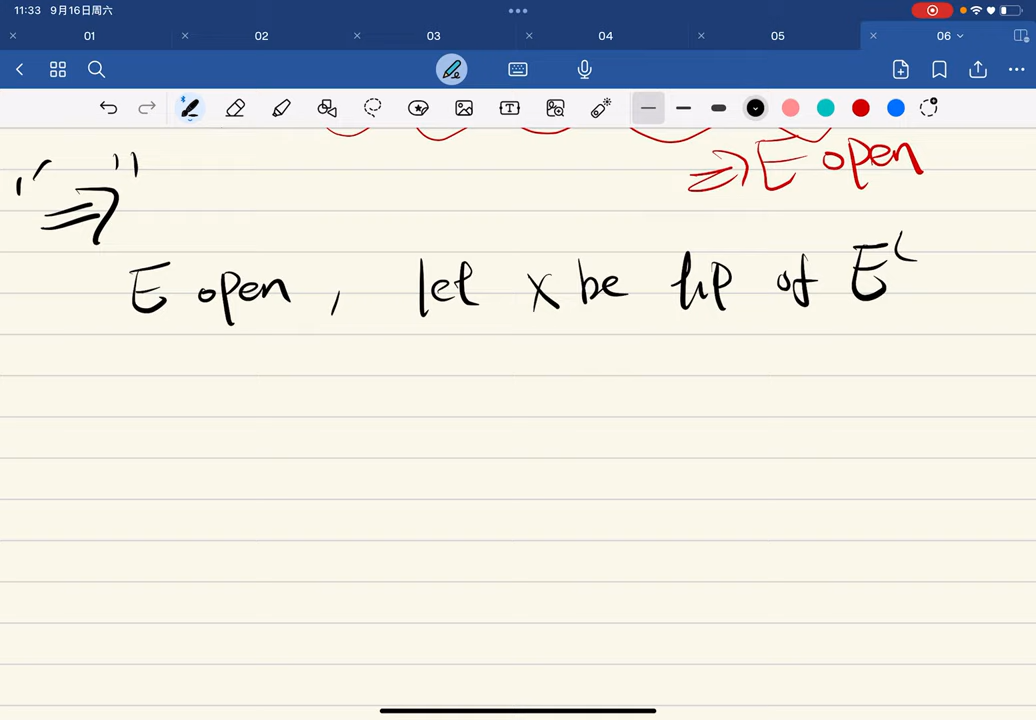 11:33 9月16日周六
01 02 03 04 05 06
⇒ E open
"⇒"
E open, let x be lip of Eᶜ